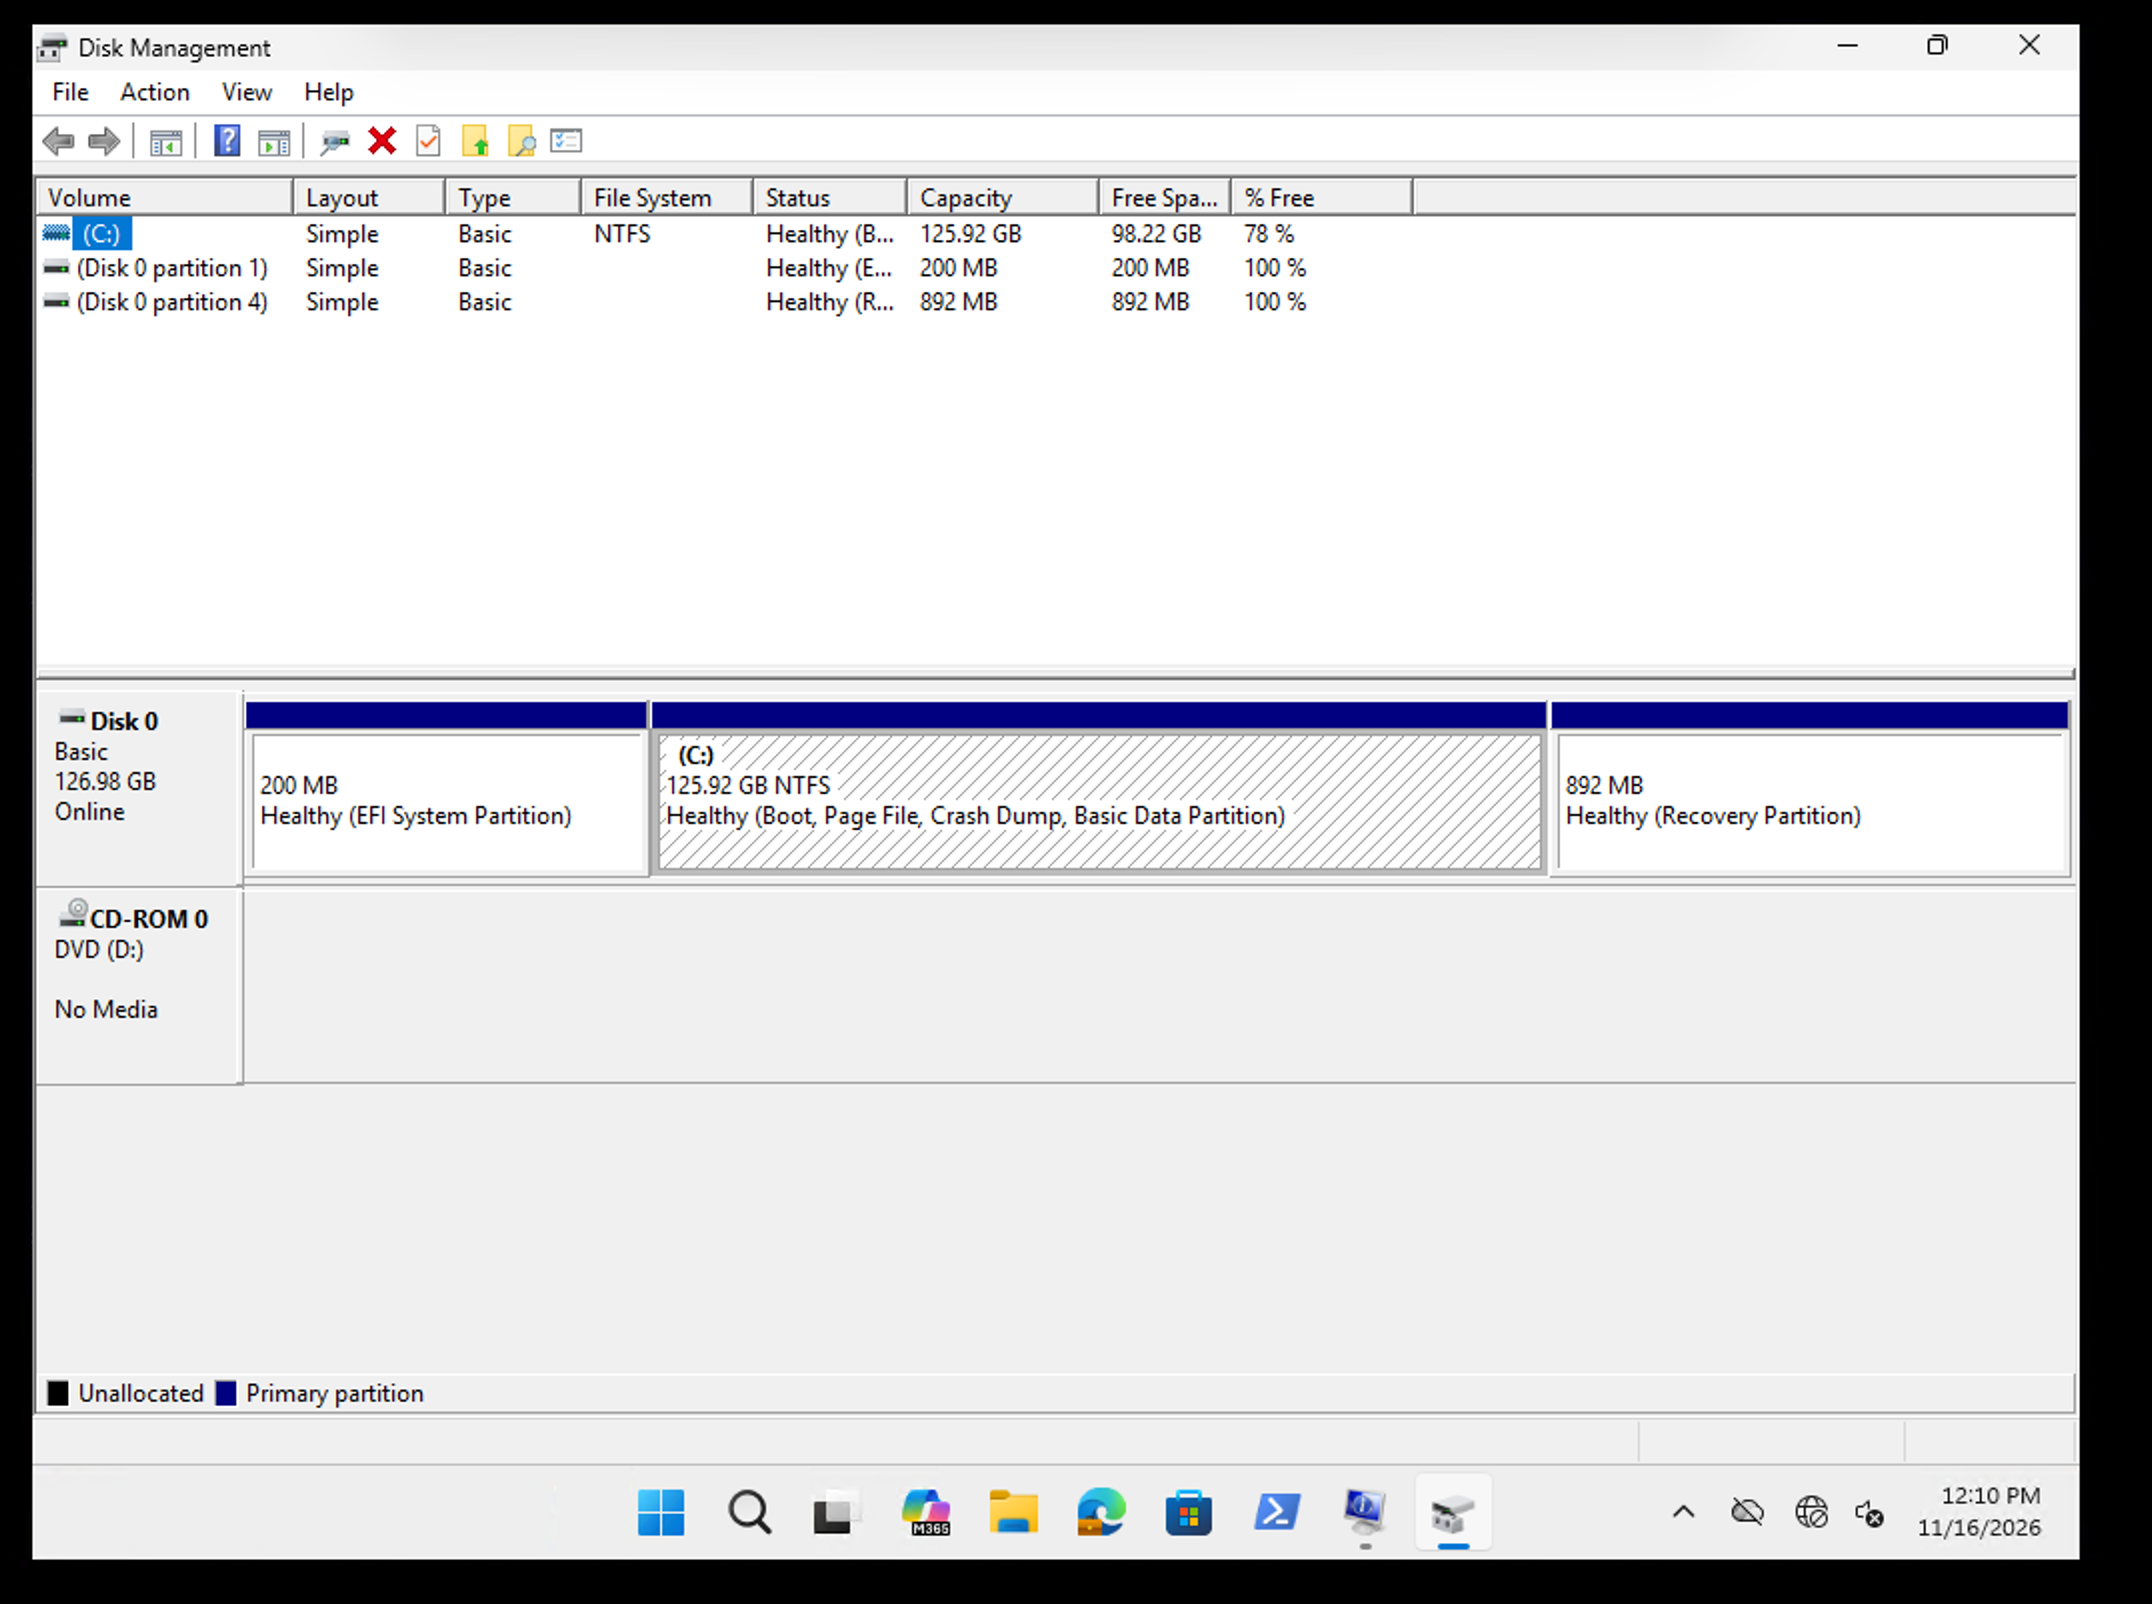 Disk Management
File Action View Help
Volume Layout Type File System Status Capacity Free Spa... % Free
(C:) Simple Basic NTFS Healthy (B... 125.92 GB 98.22 GB 78 %
(Disk 0 partition 1) Simple Basic Healthy (E... 200 MB 200 MB 100 %
(Disk 0 partition 4) Simple Basic Healthy (R... 892 MB 892 MB 100 %
Disk 0
Basic
126.98 GB
Online
200 MB
Healthy (EFI System Partition)
(C:)
125.92 GB NTFS
Healthy (Boot, Page File, Crash Dump, Basic Data Partition)
892 MB
Healthy (Recovery Partition)
CD-ROM 0
DVD (D:)
No Media
Unallocated Primary partition
M365
12:10 PM
11/16/2026